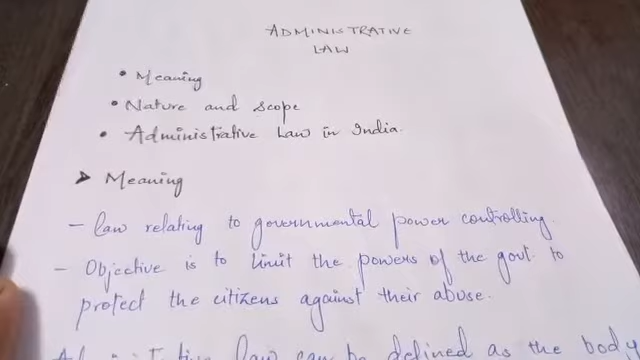 ADMINISTRATIVE
LAW
• Meaning
• Nature and scope
• Administrative Law in India.
➤ Meaning
- Law relating to governmental power controlling.
- Objective is to limit the powers of the govt. to
protect the citizens against their abuse.
Administrative law can be defined as the body